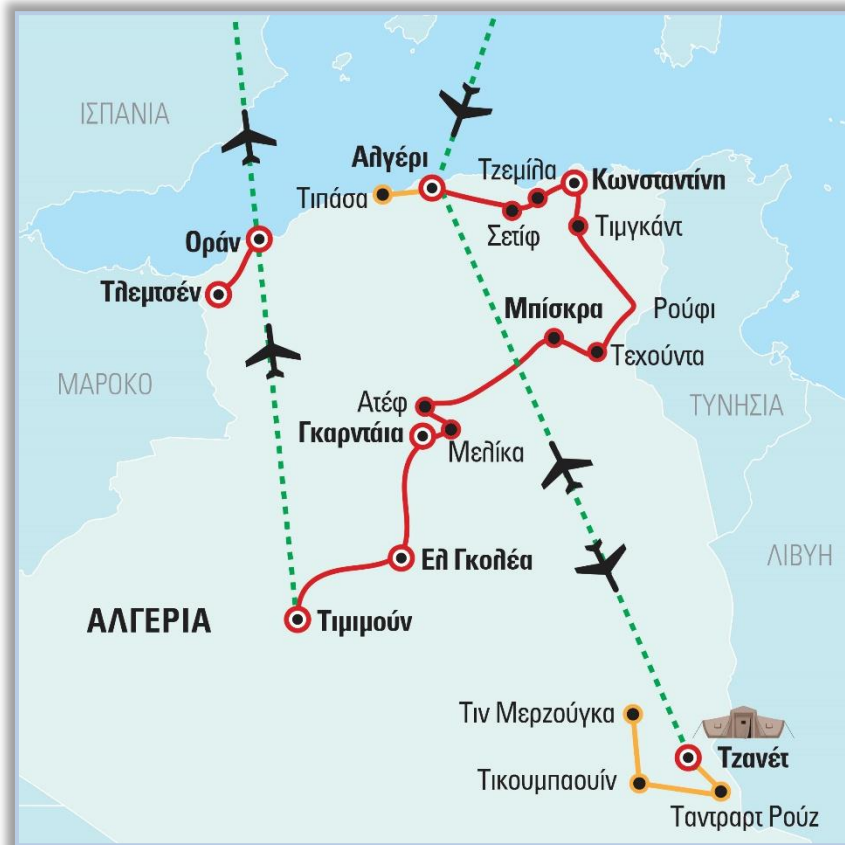 ΙΣΠΑΝΙΑ
Αλγέρι
Τζεμίλα
Κωνσταντίνη
Τιπάσα
Σετίφ
Τιμγκάντ
Οράν
Τλεμτσέν
Μπίσκρα
Ρούφι
Τεχούντα
ΜΑΡΟΚΟ
Ατέφ
ΤΥΝΗΣΙΑ
Γκαρντάια
Μελίκα
Ελ Γκολέα
ΛΙΒΥΗ
ΑΛΓΕΡΙΑ
Τιμιμούν
Τιν Μερζούγκα
Τζανέτ
Τικουμπαουίν
Ταντραρτ Ρούζ